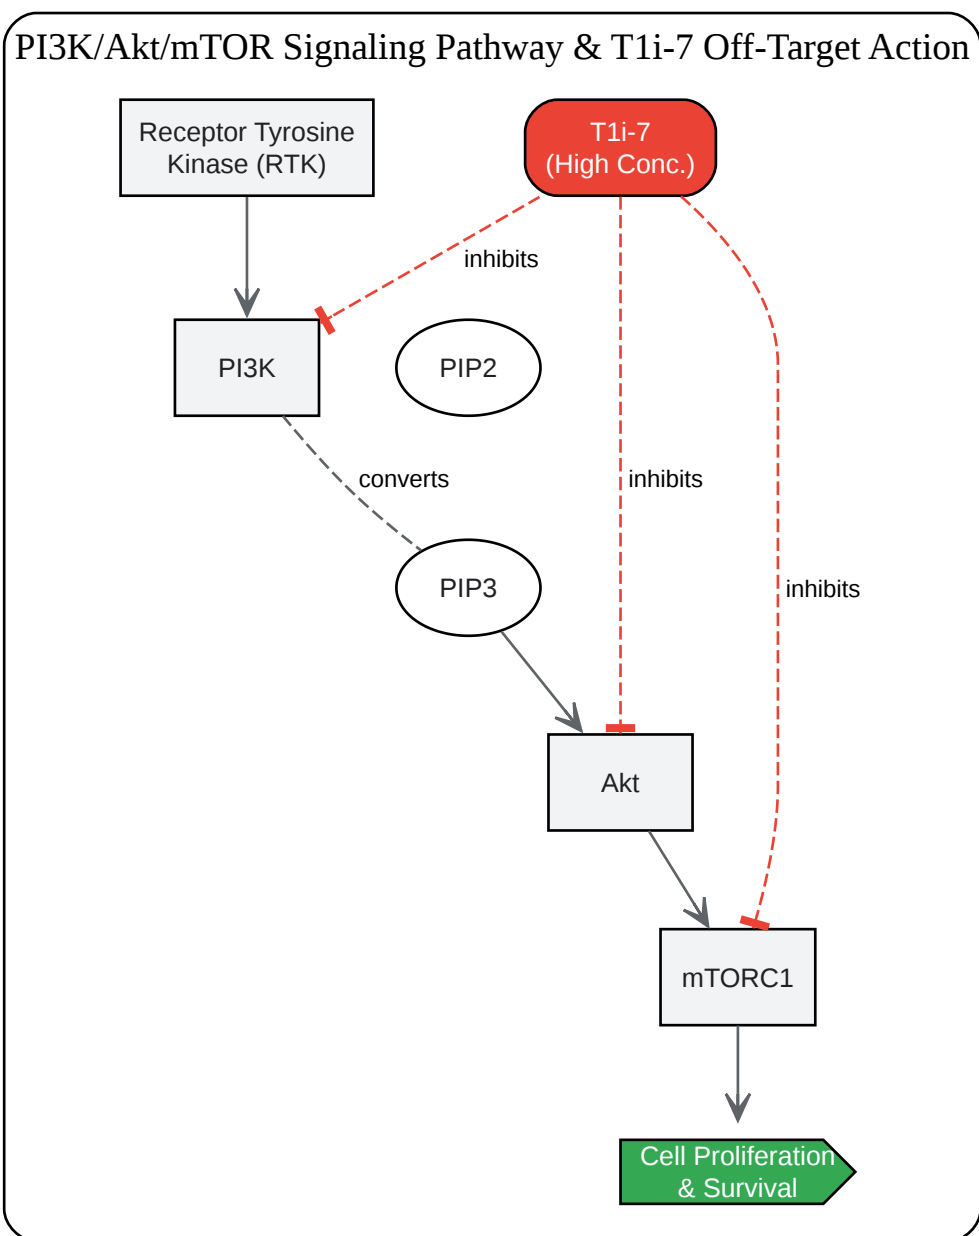 PI3K/Akt/mTOR Signaling Pathway & T1i-7 Off-Target Action
Receptor Tyrosine
Kinase (RTK)
T1i-7
(High Conc.)
inhibits
PI3K
PIP2
converts
inhibits
PIP3
inhibits
Akt
mTORC1
Cell Proliferation
& Survival